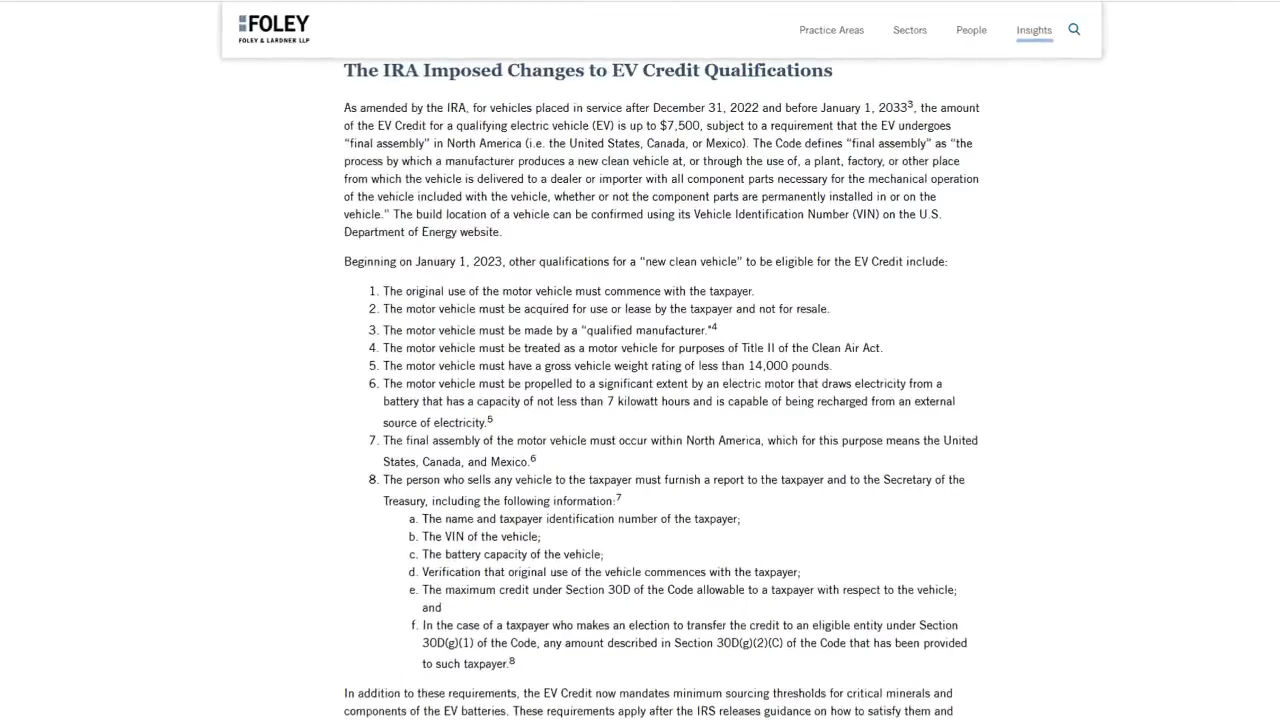 FOLEY
FOLEY & LARDNER LLP
Practice Areas
Sectors
People
Insights
The IRA Imposed Changes to EV Credit Qualifications
As amended by the IRA, for vehicles placed in service after December 31, 2022 and before January 1, 2033³, the amount
of the EV Credit for a qualifying electric vehicle (EV) is up to $7,500, subject to a requirement that the EV undergoes
“final assembly” in North America (i.e. the United States, Canada, or Mexico). The Code defines “final assembly” as “the
process by which a manufacturer produces a new clean vehicle at, or through the use of, a plant, factory, or other place
from which the vehicle is delivered to a dealer or importer with all component parts necessary for the mechanical operation
of the vehicle included with the vehicle, whether or not the component parts are permanently installed in or on the
vehicle.” The build location of a vehicle can be confirmed using its Vehicle Identification Number (VIN) on the U.S.
Department of Energy website.
Beginning on January 1, 2023, other qualifications for a “new clean vehicle” to be eligible for the EV Credit include:
1. The original use of the motor vehicle must commence with the taxpayer.
2. The motor vehicle must be acquired for use or lease by the taxpayer and not for resale.
3. The motor vehicle must be made by a “qualified manufacturer.”⁴
4. The motor vehicle must be treated as a motor vehicle for purposes of Title II of the Clean Air Act.
5. The motor vehicle must have a gross vehicle weight rating of less than 14,000 pounds.
6. The motor vehicle must be propelled to a significant extent by an electric motor that draws electricity from a
battery that has a capacity of not less than 7 kilowatt hours and is capable of being recharged from an external
source of electricity.⁵
7. The final assembly of the motor vehicle must occur within North America, which for this purpose means the United
States, Canada, and Mexico.⁶
8. The person who sells any vehicle to the taxpayer must furnish a report to the taxpayer and to the Secretary of the
Treasury, including the following information:⁷
a. The name and taxpayer identification number of the taxpayer;
b. The VIN of the vehicle;
c. The battery capacity of the vehicle;
d. Verification that original use of the vehicle commences with the taxpayer;
e. The maximum credit under Section 30D of the Code allowable to a taxpayer with respect to the vehicle;
and
f. In the case of a taxpayer who makes an election to transfer the credit to an eligible entity under Section
30D(g)(1) of the Code, any amount described in Section 30D(g)(2)(C) of the Code that has been provided
to such taxpayer.⁸
In addition to these requirements, the EV Credit now mandates minimum sourcing thresholds for critical minerals and
components of the EV batteries. These requirements apply after the IRS releases guidance on how to satisfy them and